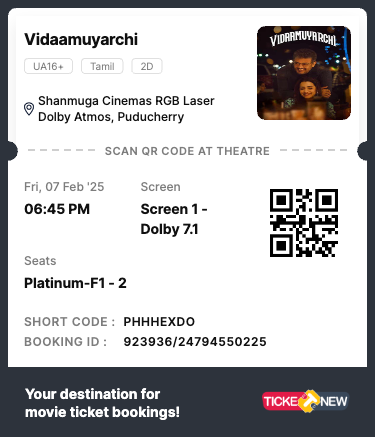 Vidaamuyarchi
UA16+ Tamil 2D
VIDAAMUYARCHI
Shanmuga Cinemas RGB Laser
Dolby Atmos, Puducherry
SCAN QR CODE AT THEATRE
Fri, 07 Feb '25
06:45 PM
Screen
Screen 1 -
Dolby 7.1
Seats
Platinum-F1 - 2
SHORT CODE : PHHHEXDO
BOOKING ID : 923936/24794550225
Your destination for
movie ticket bookings!
TICKETNEW